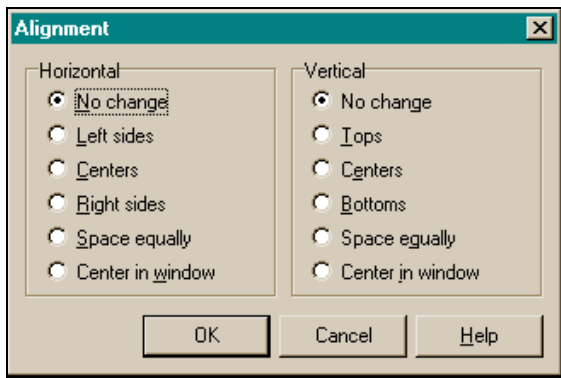 Alignment
Horizontal
No change
Left sides
Centers
Right sides
Space equally
Center in window
Vertical
No change
Tops
Centers
Bottoms
Space equally
Center in window
OK Cancel Help